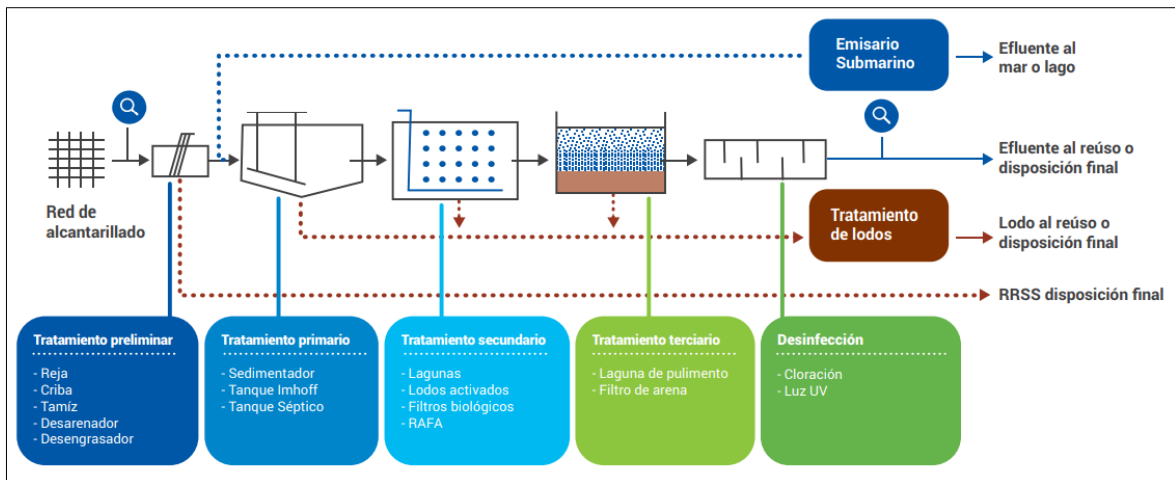 Emisario
Submarino
Efluente al
mar o lago
Efluente al reúso o
disposición final
Red de
alcantarillado
Tratamiento
de lodos
Lodo al reúso o
disposición final
RRSS disposición final
Tratamiento preliminar
- Reja
- Criba
- Tamíz
- Desarenador
- Desengrasador
Tratamiento primario
- Sedimentador
- Tanque Imhoff
- Tanque Séptico
Tratamiento secundario
- Lagunas
- Lodos activados
- Filtros biológicos
- RAFA
Tratamiento terciario
- Laguna de pulimento
- Filtro de arena
Desinfección
- Cloración
- Luz UV